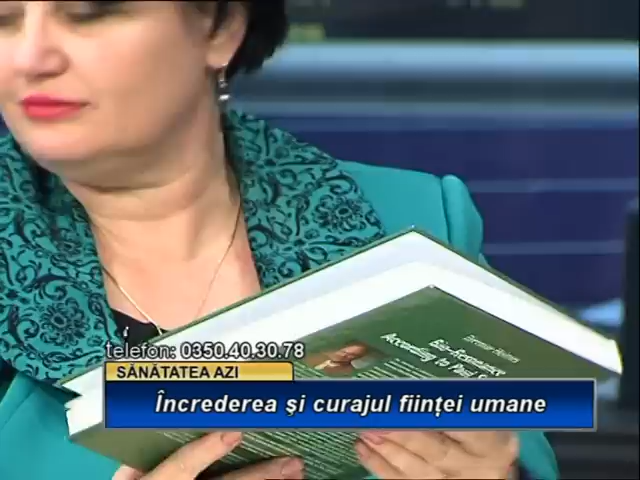 Bio-Resonance
According to Paul
telefon: 0350.40.30.78
SĂNĂTATEA AZI
Încrederea şi curajul fiinţei umane